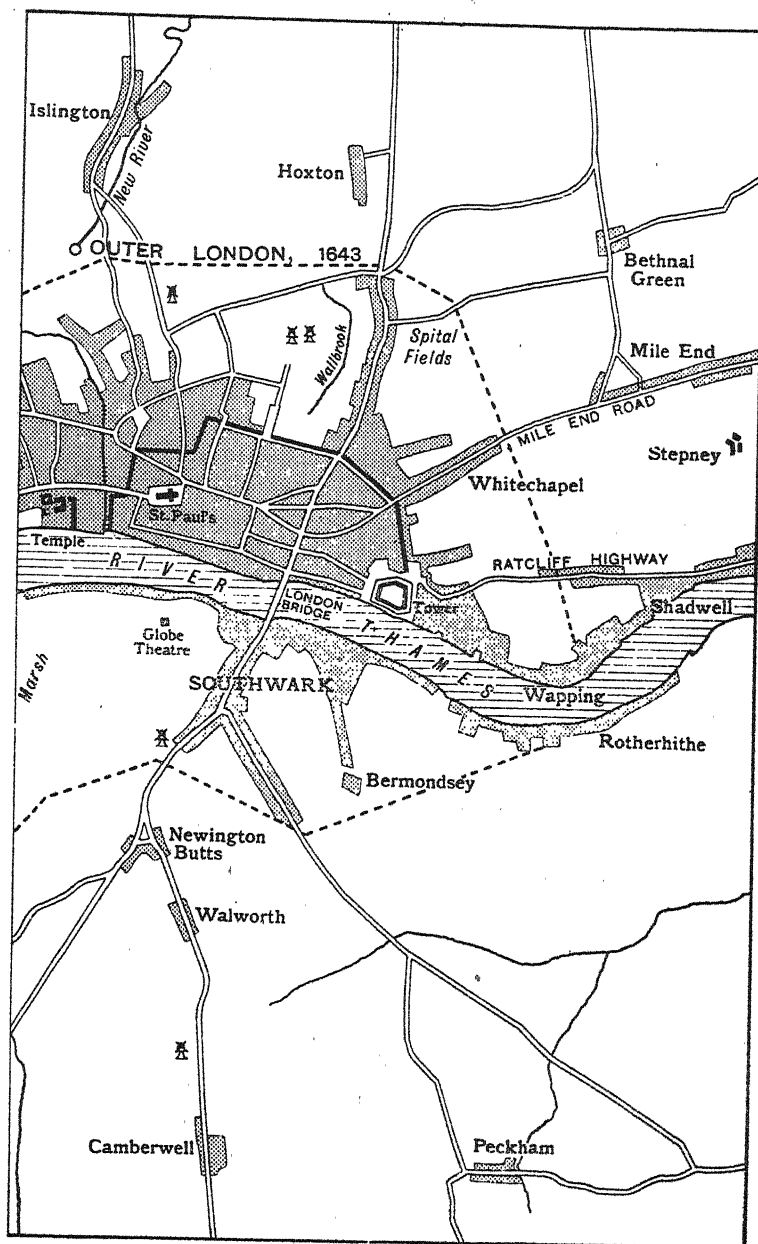 Islington
New River
Hoxton
OUTER LONDON, 1643
Bethnal
Green
Wallbrook
Spital
Fields
Mile End
MILE END ROAD
Stepney
Whitechapel
St. Paul's
Temple
RATCLIFF HIGHWAY
RIVER THAMES
LONDON
BRIDGE
Tower
Shadwell
Globe
Theatre
Marsh
SOUTHWARK
Wapping
Rotherhithe
Bermondsey
Newington
Butts
Walworth
Camberwell
Peckham